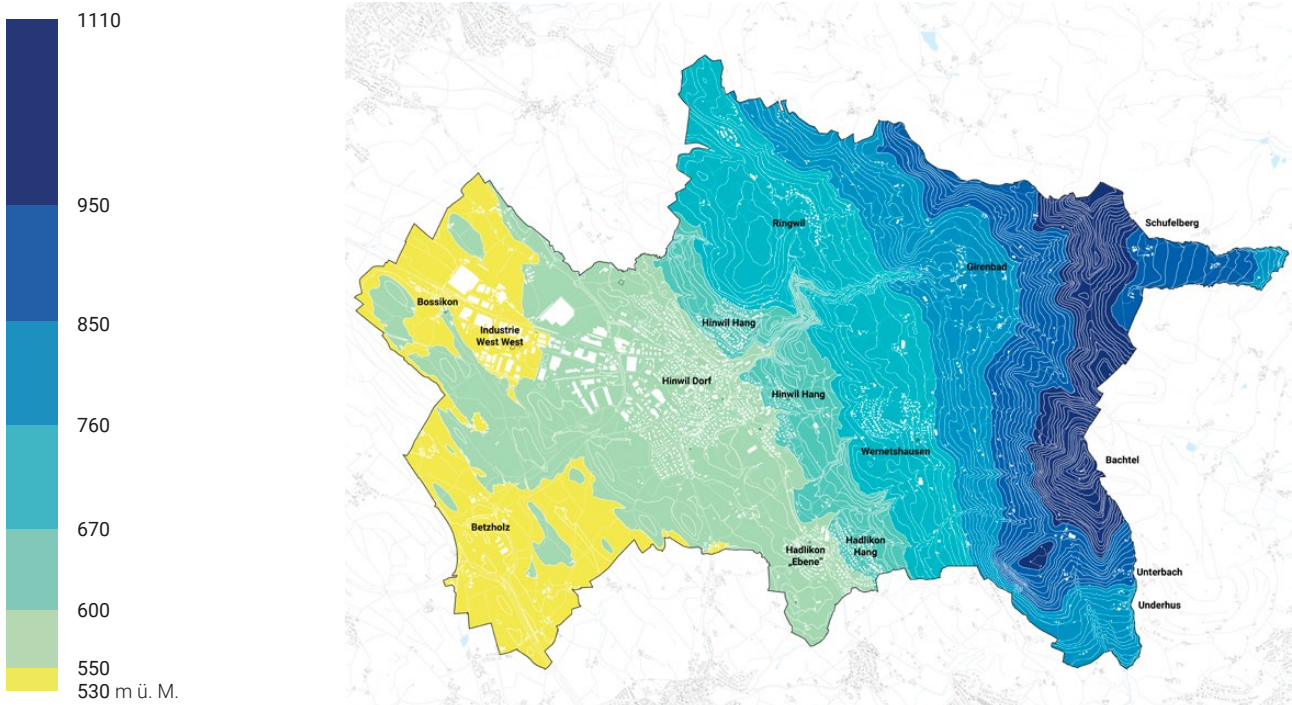 1110
950
850
760
670
600
550
530 m ü. M.
Schufelberg
Ringwil
Girenbad
Bossikon
Hinwil Hang
Industrie
West West
Hinwil Dorf
Hinwil Hang
Wernetshausen
Bachtel
Betzholz
Hadlikon
„Ebene“
Hadlikon
Hang
Unterbach
Underhus